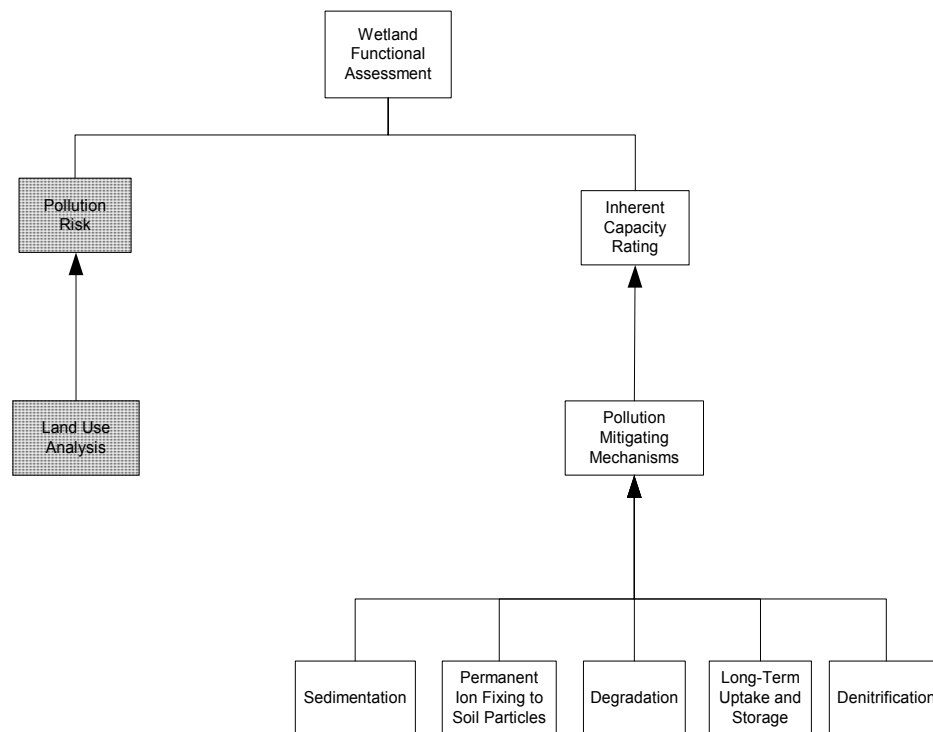 Wetland
Functional
Assessment
Pollution
Risk
Inherent
Capacity
Rating
Land Use
Analysis
Pollution
Mitigating
Mechanisms
Sedimentation
Permanent
Ion Fixing to
Soil Particles
Degradation
Long-Term
Uptake and
Storage
Denitrification